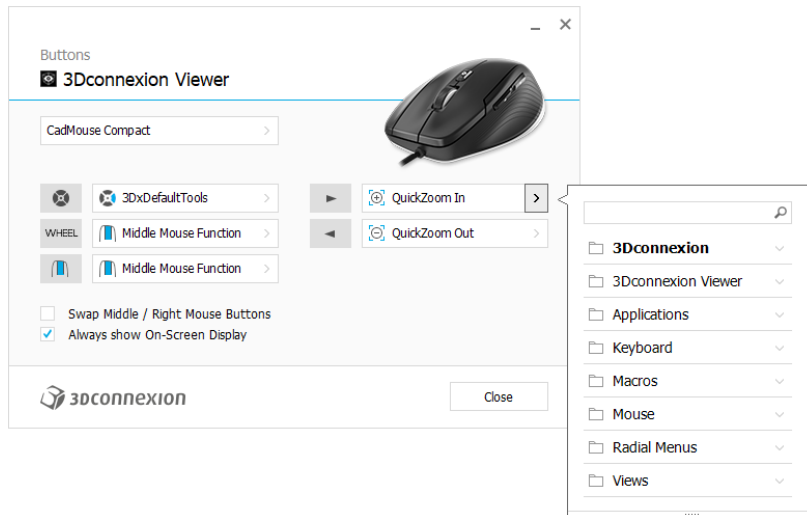 Buttons
3Dconnexion Viewer
CadMouse Compact
3DxDefaultTools
QuickZoom In
WHEEL
Middle Mouse Function
QuickZoom Out
Middle Mouse Function
Swap Middle / Right Mouse Buttons
Always show On-Screen Display
3Dconnexion
Close
3Dconnexion
3Dconnexion Viewer
Applications
Keyboard
Macros
Mouse
Radial Menus
Views